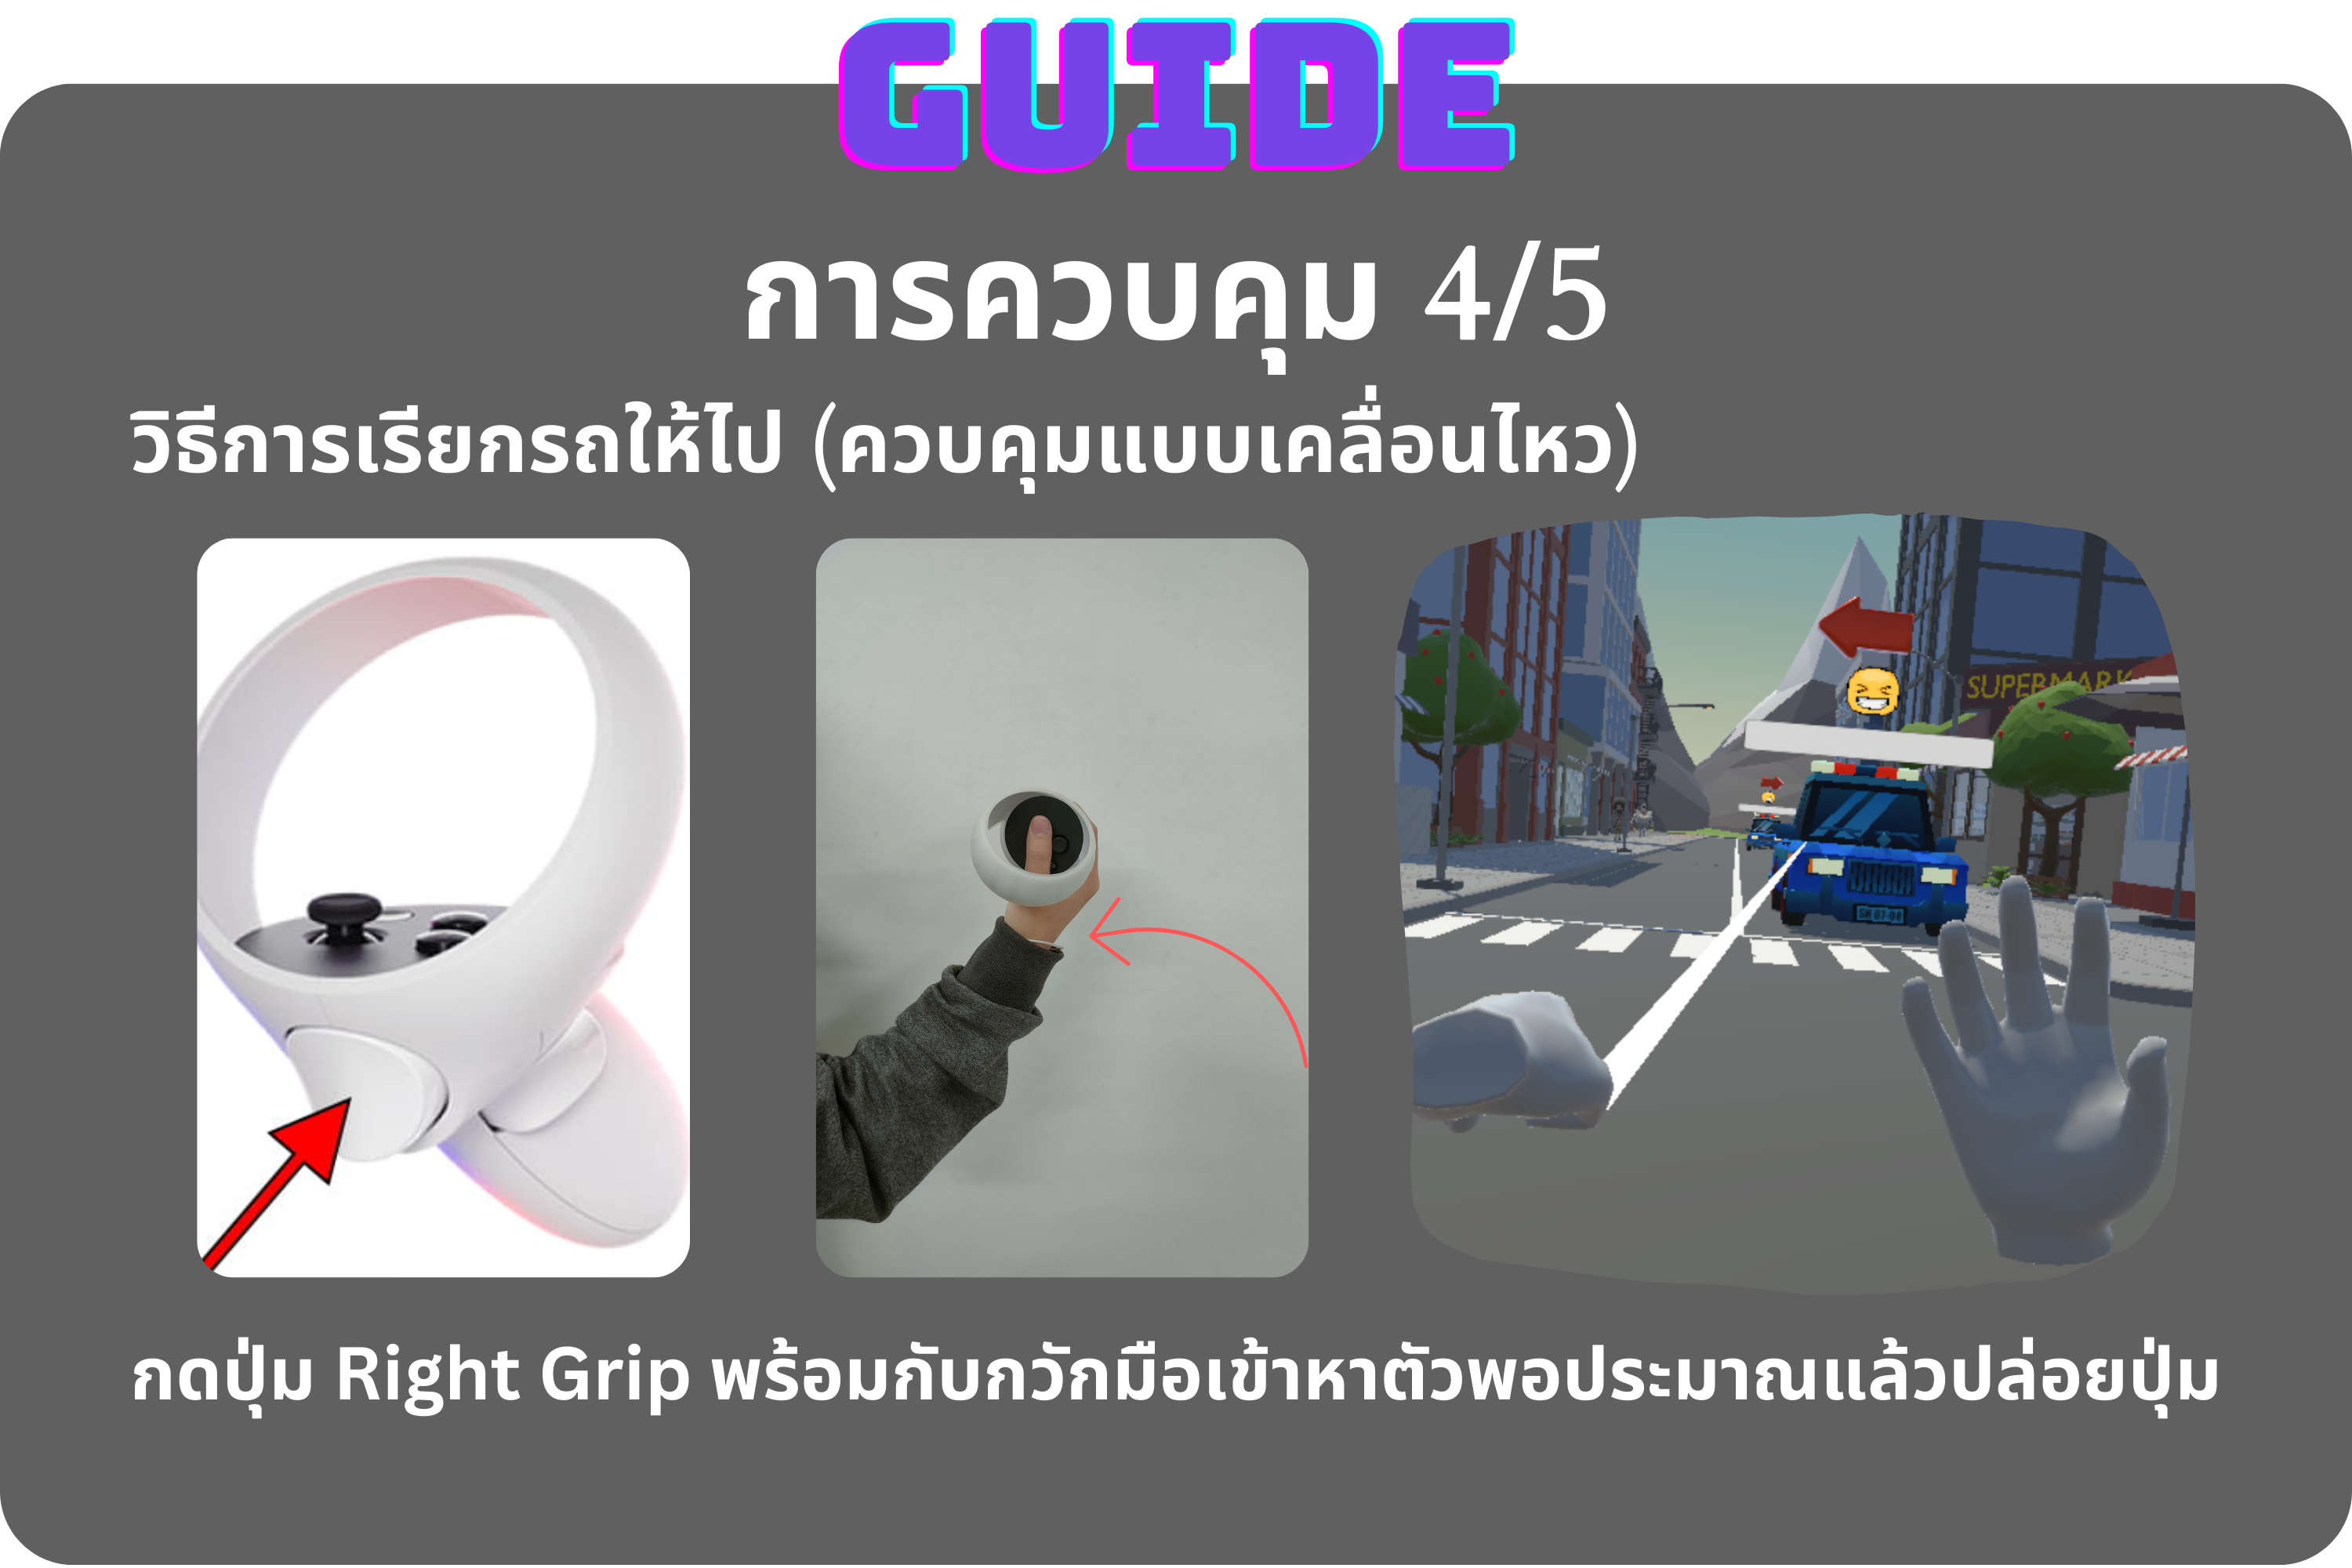 GUIDE
การควบคุม 4/5
วิธีการเรียกรถให้ไป (ควบคุมแบบเคลื่อนไหว)
SUPERMARK
กดปุ่ม Right Grip พร้อมกับกวักมือเข้าหาตัวพอประมาณแล้วปล่อยปุ่ม